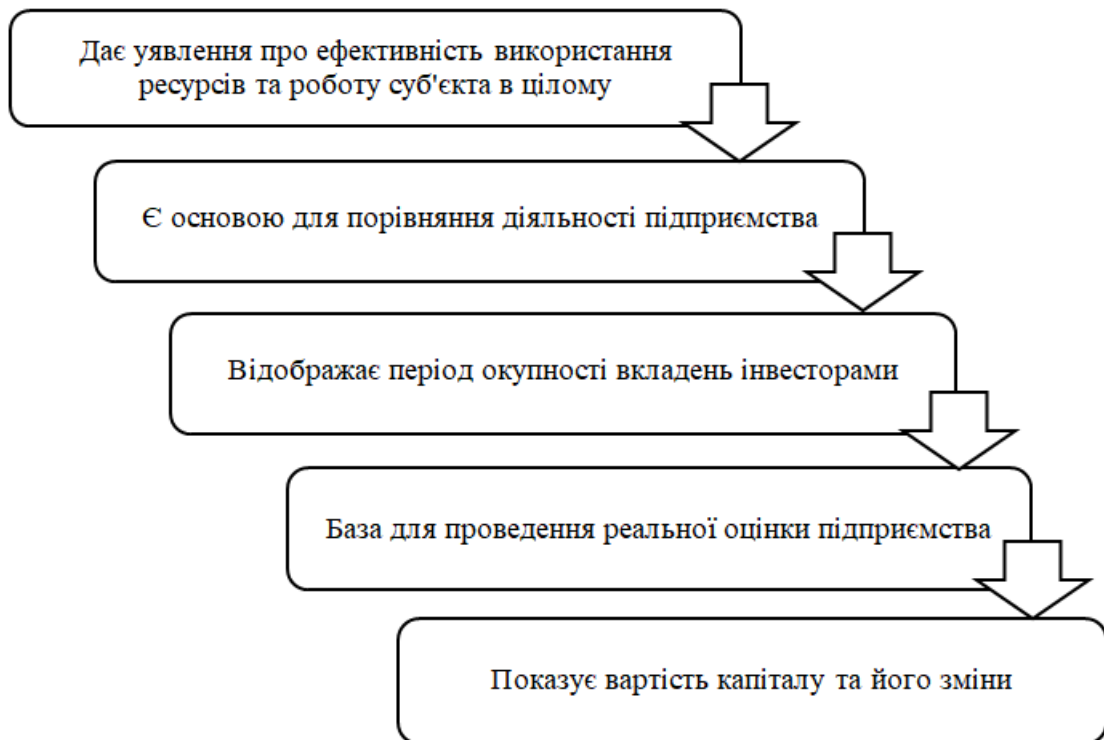 Дає уявлення про ефективність використання
ресурсів та роботу суб'єкта в цілому
Є основою для порівняння діяльності підприємства
Відображає період окупності вкладень інвесторами
База для проведення реальної оцінки підприємства
Показує вартість капіталу та його зміни